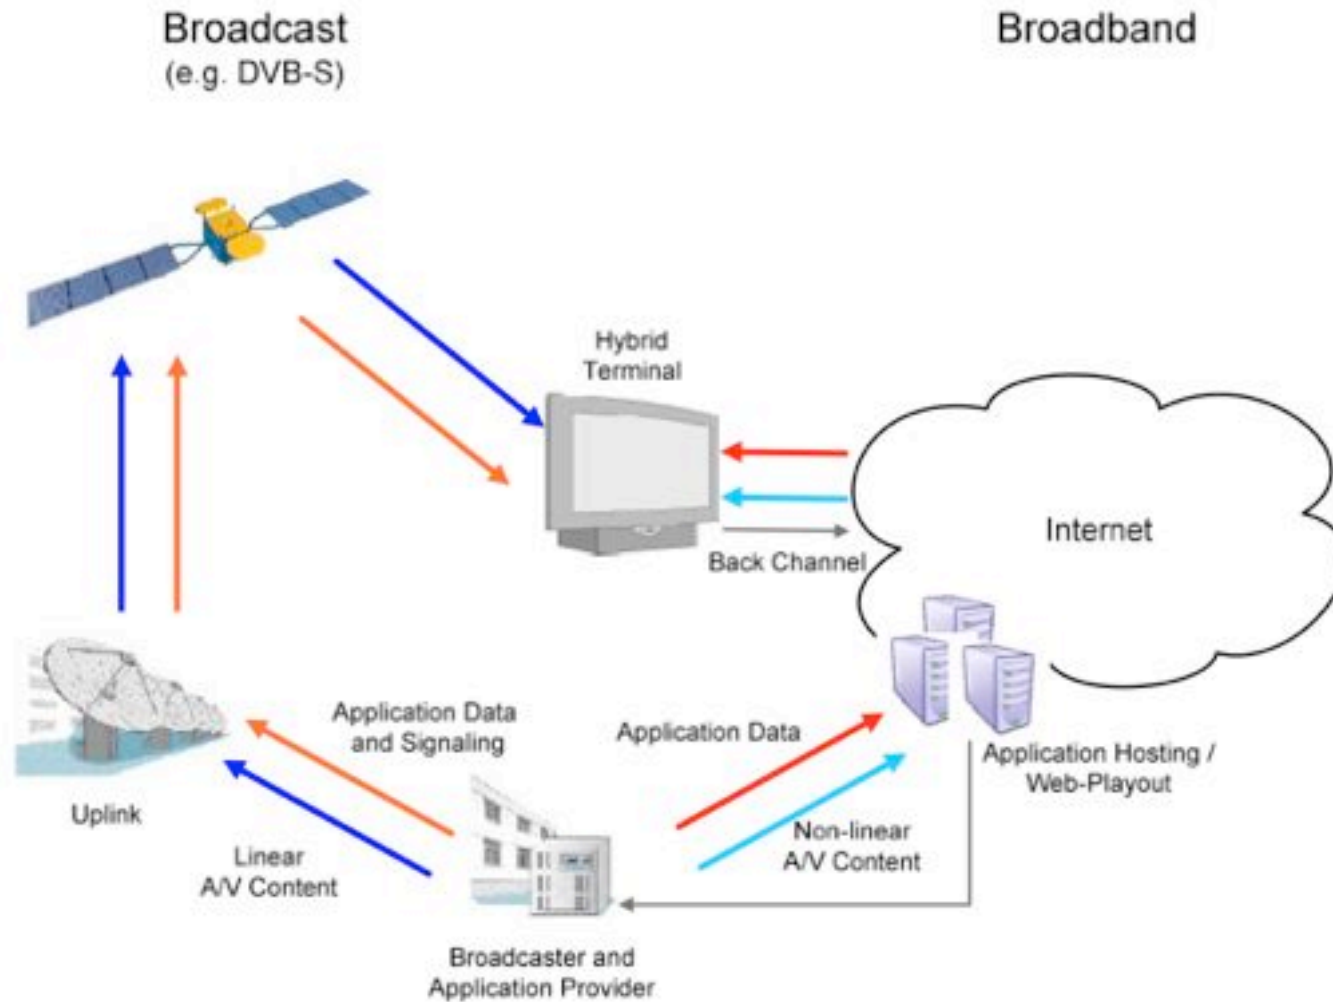 Broadcast
(e.g. DVB-S)
Broadband
Hybrid
Terminal
Internet
Back Channel
Application Data
and Signaling
Application Data
Application Hosting /
Web-Playout
Uplink
Linear
A/V Content
Non-linear
A/V Content
Broadcaster and
Application Provider